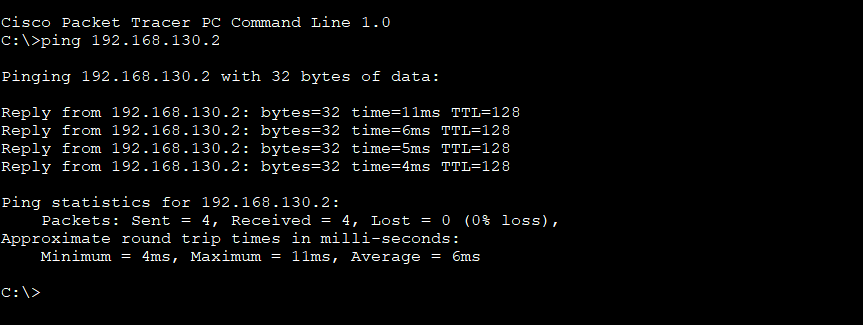 Cisco Packet Tracer PC Command Line 1.0
C:\>ping 192.168.130.2
Pinging 192.168.130.2 with 32 bytes of data:
Reply from 192.168.130.2: bytes=32 time=11ms TTL=128
Reply from 192.168.130.2: bytes=32 time=6ms TTL=128
Reply from 192.168.130.2: bytes=32 time=5ms TTL=128
Reply from 192.168.130.2: bytes=32 time=4ms TTL=128
Ping statistics for 192.168.130.2:
    Packets: Sent = 4, Received = 4, Lost = 0 (0% loss),
Approximate round trip times in milli-seconds:
    Minimum = 4ms, Maximum = 11ms, Average = 6ms
C:\>